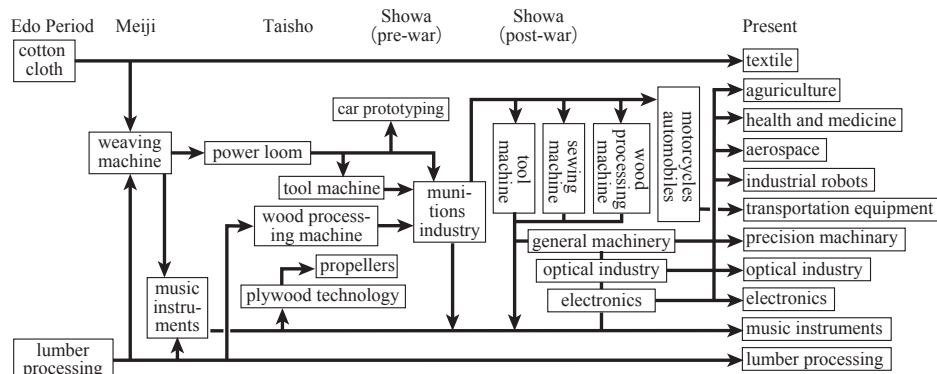 Edo Period
Meiji
Taisho
Showa
(pre-war)
Showa
(post-war)
Present
cotton
cloth
textile
aguriculture
car prototyping
motorcycles
automobiles
health and medicine
weaving
machine
power loom
tool
machine
sewing
machine
wood
processing
machine
aerospace
tool machine
muni-
tions
industry
industrial robots
wood process-
ing machine
transportation equipment
general machinery
precision machinary
propellers
optical industry
optical industry
music
instru-
ments
plywood technology
electronics
electronics
music instruments
lumber
processing
lumber processing